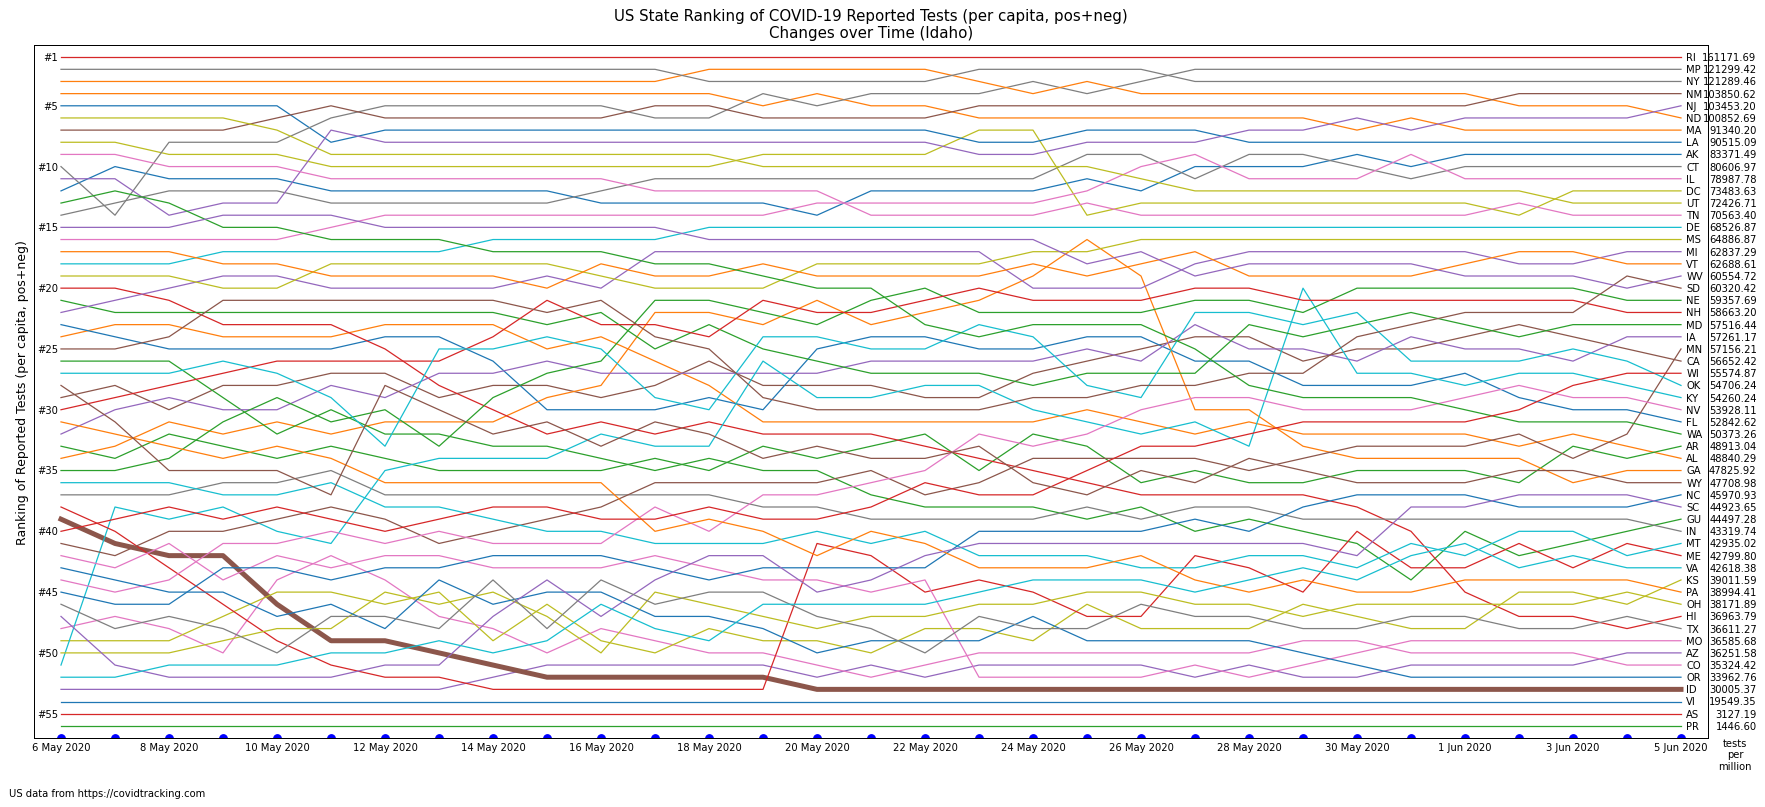 US State Ranking of COVID-19 Reported Tests (per capita, pos+neg)
Changes over Time (Idaho)
Ranking of Reported Tests (per capita, pos+neg)
#1
#5
#10
#15
#20
#25
#30
#35
#40
#45
#50
#55
RI 161171.69
MP 121299.42
NY 121289.46
NM 103850.62
NJ 103453.20
ND 100852.69
MA 91340.20
LA 90515.09
AK 83371.49
CT 80606.97
IL 78987.78
DC 73483.63
UT 72426.71
TN 70563.40
DE 68526.87
MS 64886.87
MI 62837.29
VT 62688.61
WV 60554.72
SD 60320.42
NE 59357.69
NH 58663.20
MD 57516.44
IA 57261.17
MN 57156.21
CA 56652.42
WI 55574.87
OK 54706.24
KY 54260.24
NV 53928.11
FL 52842.62
WA 50373.26
AR 48913.04
AL 48840.29
GA 47825.92
WY 47708.98
NC 45970.93
SC 44923.65
GU 44497.28
IN 43319.74
MT 42935.02
ME 42799.80
VA 42618.38
KS 39011.59
PA 38994.41
OH 38171.89
HI 36963.79
TX 36611.27
MO 36585.68
AZ 36251.58
CO 35324.42
OR 33962.76
ID 30005.37
VI 19549.35
AS 3127.19
PR 1446.60
6 May 2020 8 May 2020 10 May 2020 12 May 2020 14 May 2020 16 May 2020 18 May 2020 20 May 2020 22 May 2020 24 May 2020 26 May 2020 28 May 2020 30 May 2020 1 Jun 2020 3 Jun 2020 5 Jun 2020
tests
per
million
US data from https://covidtracking.com